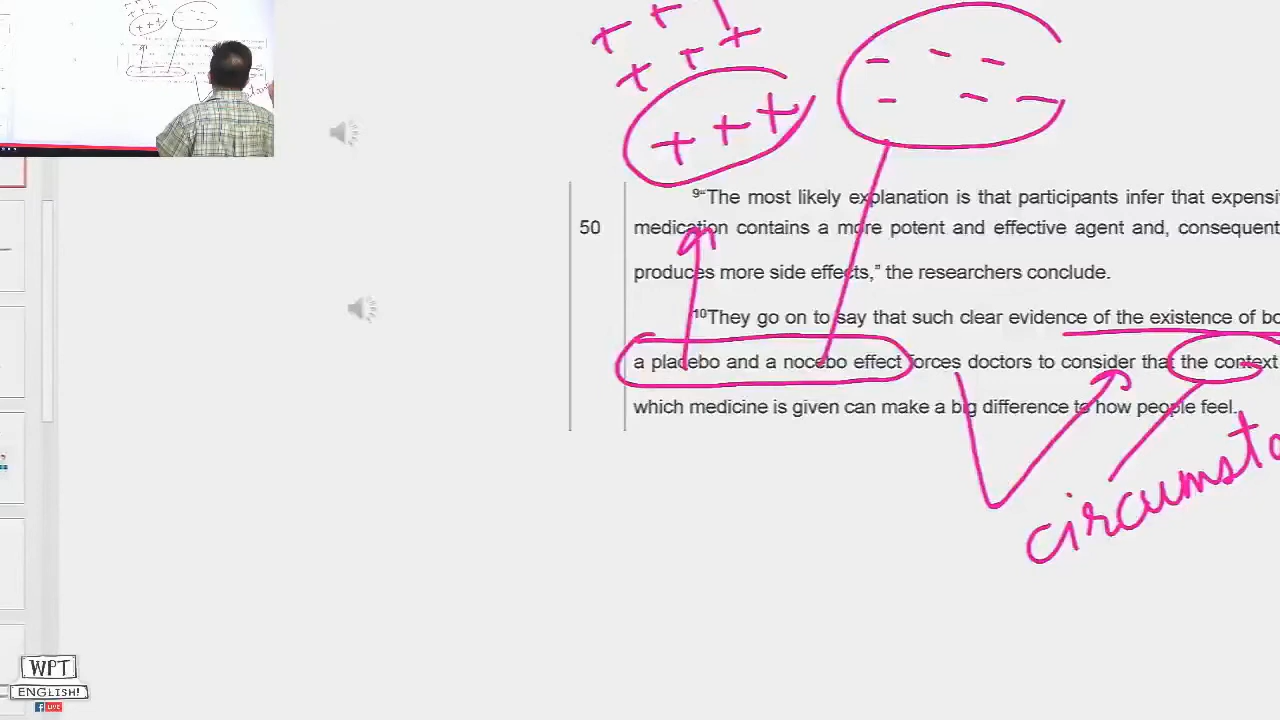 ⁹“The most likely explanation is that participants infer that expensi
50 medication contains a more potent and effective agent and, consequent
produces more side effects,” the researchers conclude.
¹⁰They go on to say that such clear evidence of the existence of bo
a placebo and a nocebo effect forces doctors to consider that the context
which medicine is given can make a big difference to how people feel.
circumsta
WPT
ENGLISH!
LIVE